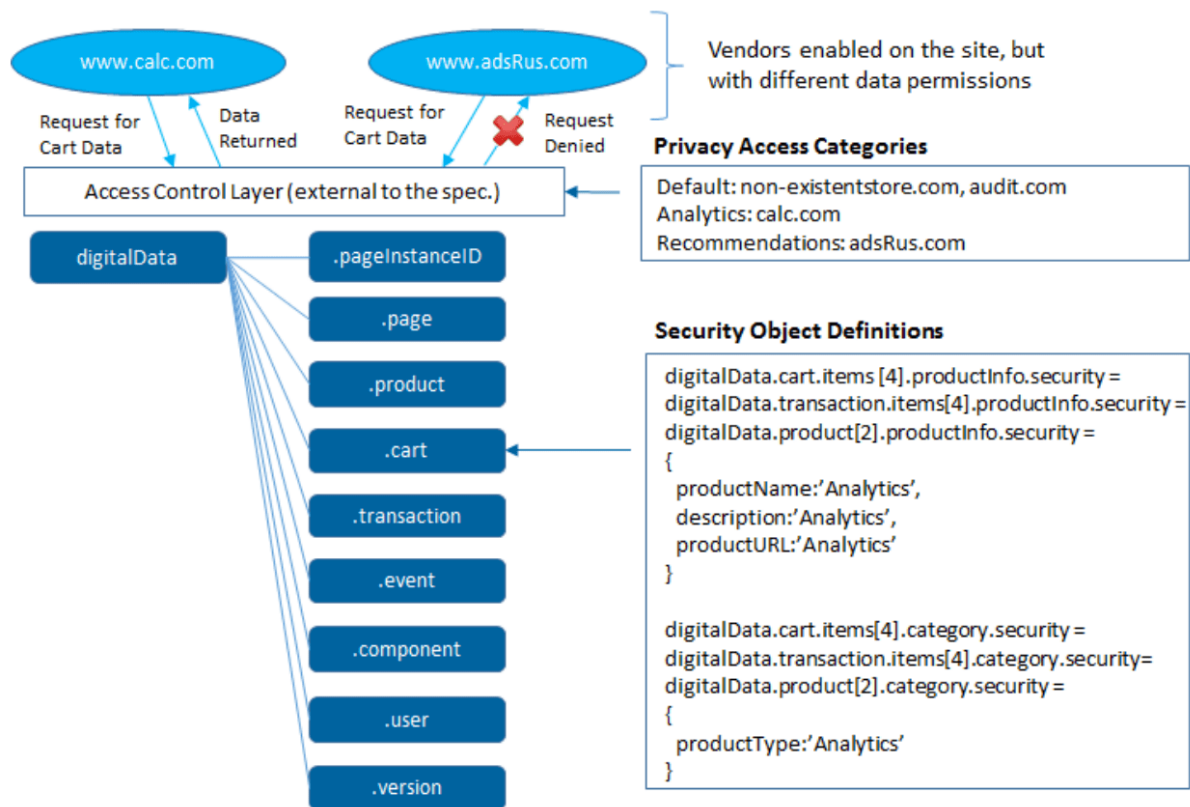 www.calc.com
www.adsRus.com
Vendors enabled on the site, but
with different data permissions
Request for
Cart Data
Data
Returned
Request for
Cart Data
Request
Denied
Privacy Access Categories
Access Control Layer (external to the spec.)
Default: non-existentstore.com, audit.com
Analytics: calc.com
Recommendations: adsRus.com
digitalData
.pageInstanceID
.page
.product
.cart
.transaction
.event
.component
.user
.version
Security Object Definitions
digitalData.cart.items [4].productInfo.security =
digitalData.transaction.items[4].productInfo.security =
digitalData.product[2].productInfo.security =
{
productName:’Analytics’,
description:’Analytics’,
productURL:’Analytics’
}
digitalData.cart.items[4].category.security =
digitalData.transaction.items[4].category.security=
digitalData.product[2].category.security =
{
productType:’Analytics’
}